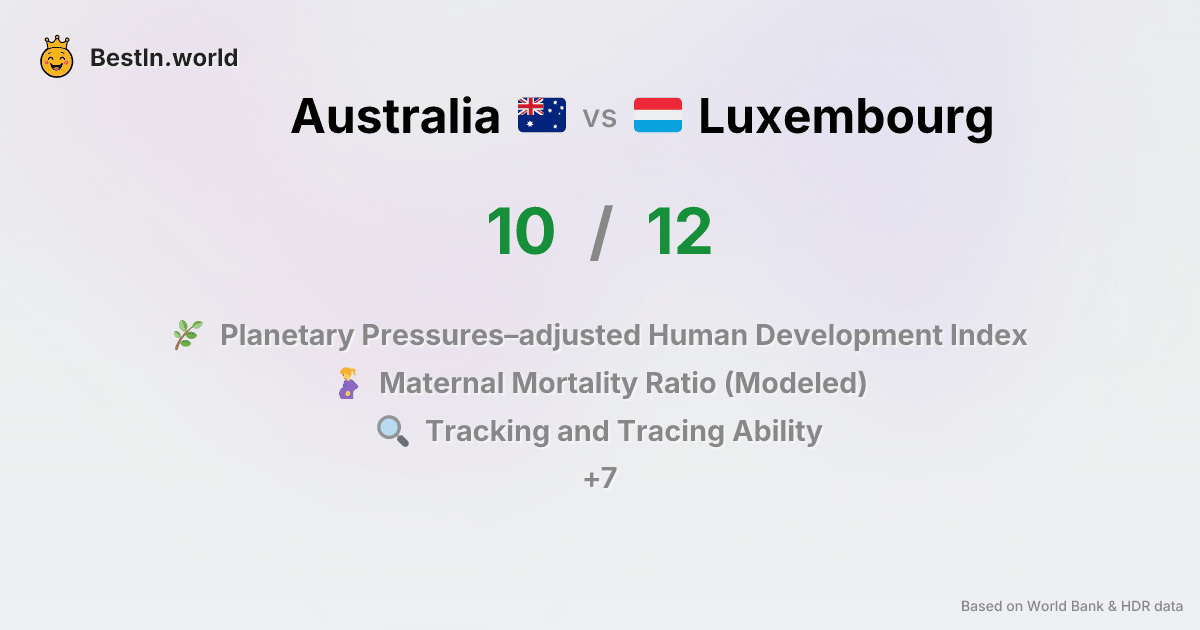 BestIn.world
Australia vs Luxembourg
10 / 12
Planetary Pressures–adjusted Human Development Index
Maternal Mortality Ratio (Modeled)
Tracking and Tracing Ability
+7
Based on World Bank & HDR data